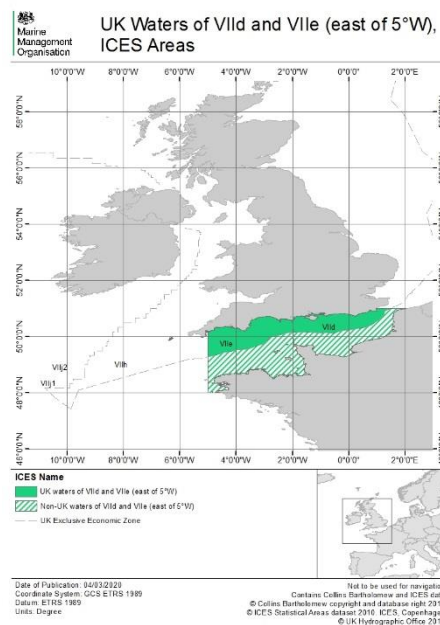 Marine
Management
Organisation
UK Waters of VIId and VIIe (east of 5°W),
ICES Areas
10°0'0"W 8°0'0"W 6°0'0"W 4°0'0"W 2°0'0"W 0°0'0" 2°0'0"E
58°0'0"N
56°0'0"N
54°0'0"N
52°0'0"N
50°0'0"N
48°0'0"N
46°0'0"N
VIId
VIIe
VIIj2
VIIh
VIIj1
10°0'0"W 8°0'0"W 6°0'0"W 4°0'0"W 2°0'0"W 0°0'0" 2°0'0"E
ICES Name
UK waters of VIId and VIIe (east of 5°W)
Non-UK waters of VIId and VIIe (east of 5°W)
UK Exclusive Economic Zone
Date of Publication: 04/03/2020
Coordinate System: GCS ETRS 1989
Datum: ETRS 1989
Units: Degree
Not to be used for navigatio
Contains Collins Bartholomew and ICES dat
© Collins Bartholomew copyright and database right 201
© ICES Statistical Areas dataset 2010. ICES, Copenhage
© UK Hydrographic Office 201